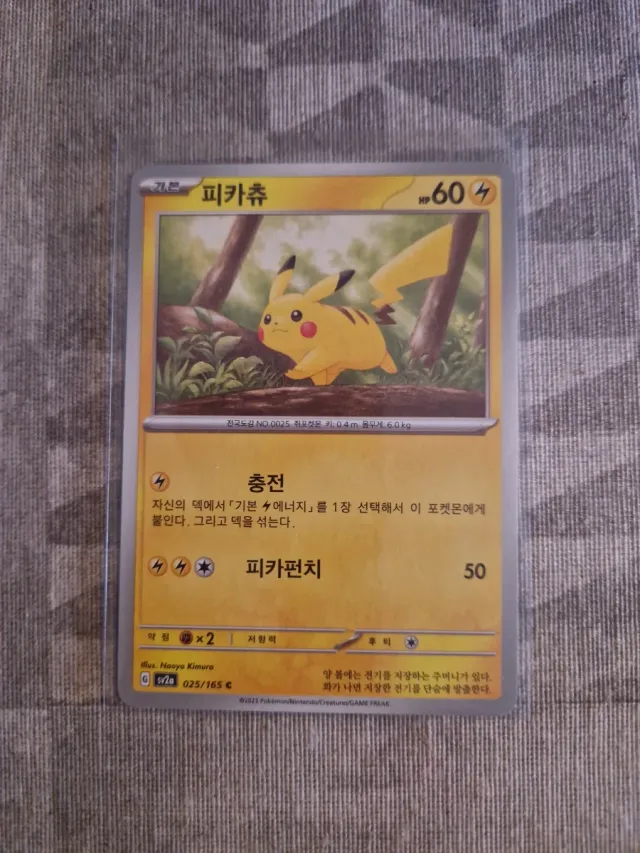 기본 피카츄 HP 60
전국도감 NO.0025 쥐포켓몬 키: 0.4 m 몸무게: 6.0 kg
충전
자신의 덱에서 「기본 에너지」를 1장 선택해서 이 포켓몬에게
붙인다. 그리고 덱을 섞는다.
피카펀치 50
약점 ×2 저항력 후퇴
Illus. Naoyo Kimura
G sv2a 025/165 C
양 볼에는 전기를 저장하는 주머니가 있다.
화가 나면 저장한 전기를 단숨에 방출한다.
©2023 Pokémon/Nintendo/Creatures/GAME FREAK